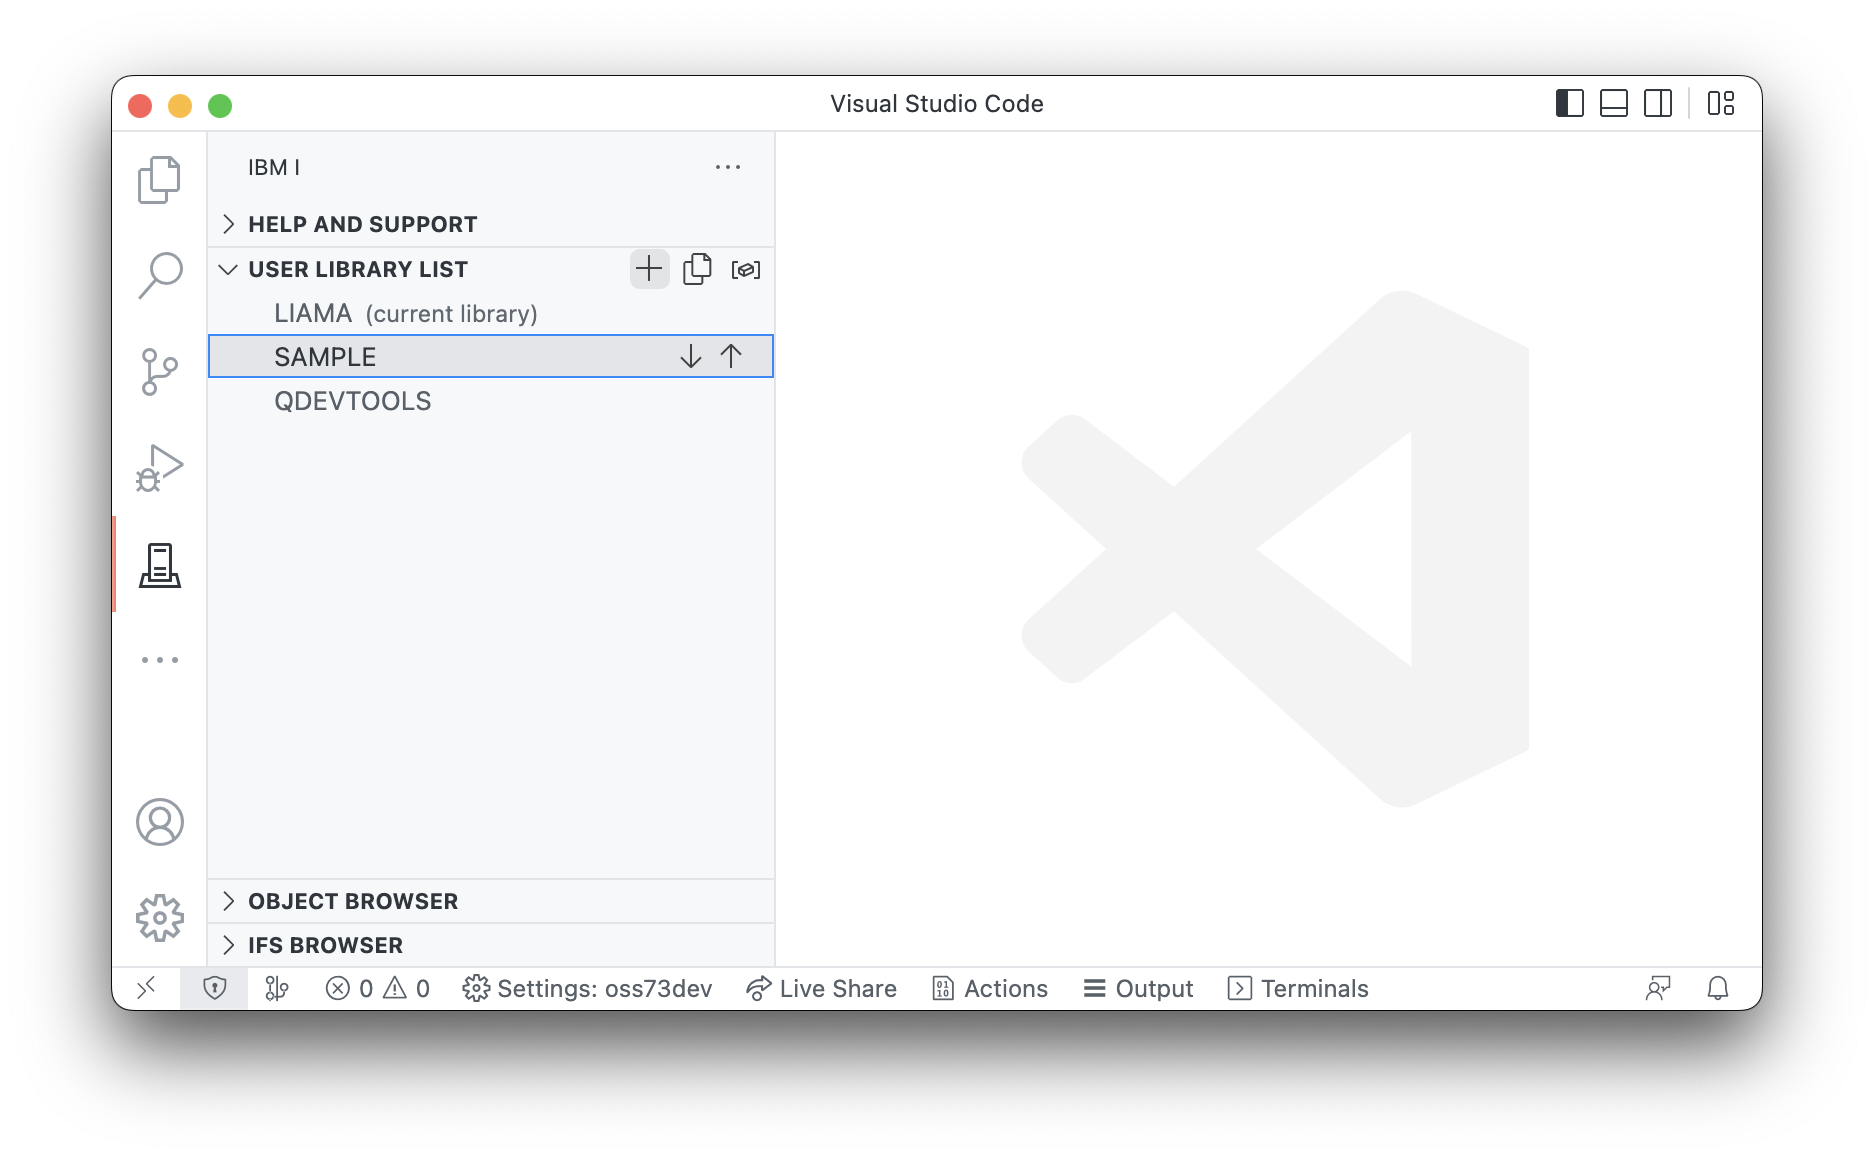 Visual Studio Code
IBM I
HELP AND SUPPORT
USER LIBRARY LIST
LIAMA (current library)
SAMPLE
QDEVTOOLS
OBJECT BROWSER
IFS BROWSER
0 0 Settings: oss73dev Live Share Actions Output Terminals